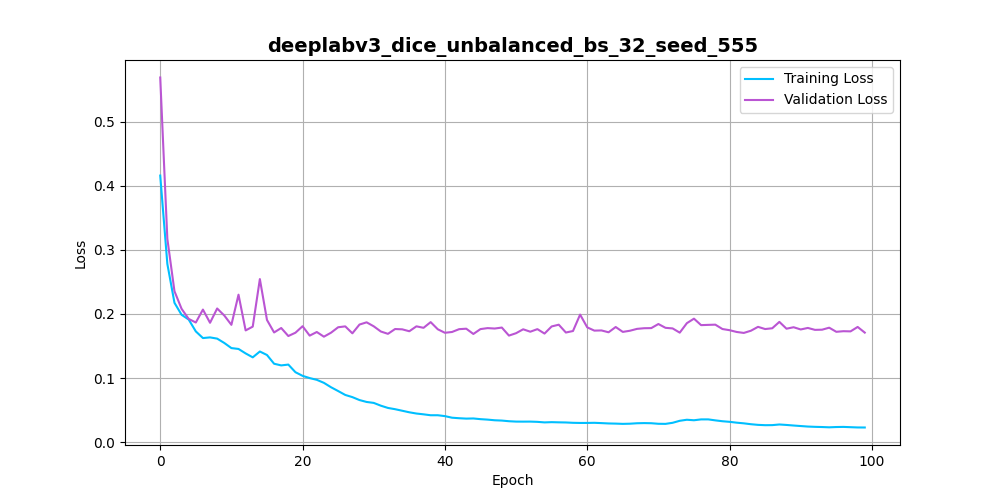 deeplabv3_dice_unbalanced_bs_32_seed_555
Training Loss
Validation Loss
Loss
0.5
0.4
0.3
0.2
0.1
0.0
0 20 40 60 80 100
Epoch